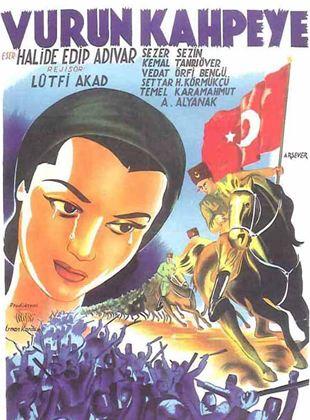 VURUN KAHPEYE
ESER: HALİDE EDİP ADIVAR
REJİSÖR
LÜTFİ AKAD
SEZER SEZİN
KEMAL TANRIÖVER
VEDAT ÖRFİ BENGÜ
SETTAR H. KÖRMÜKÇÜ
TEMEL KARAMAHMUT
A. ALYANAK
ARSEVER